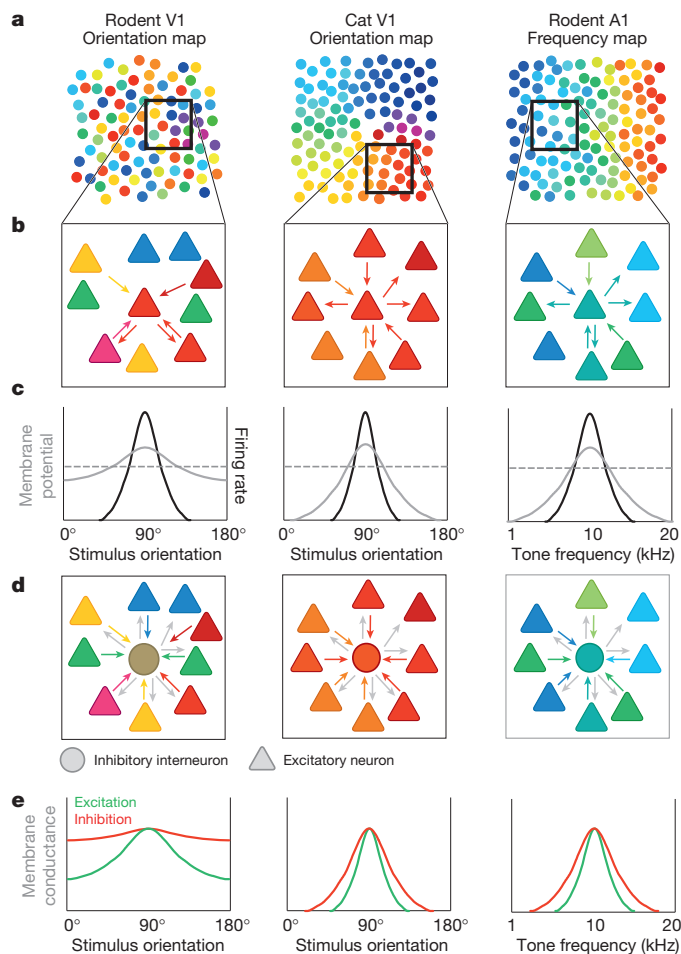 a
Rodent V1
Orientation map
Cat V1
Orientation map
Rodent A1
Frequency map
b
c
Membrane
potential
Firing rate
0°
90°
180°
Stimulus orientation
0°
90°
180°
Stimulus orientation
1
10
20
Tone frequency (kHz)
d
Inhibitory interneuron
Excitatory neuron
e
Membrane
conductance
Excitation
Inhibition
0°
90°
180°
Stimulus orientation
0°
90°
180°
Stimulus orientation
1
10
20
Tone frequency (kHz)